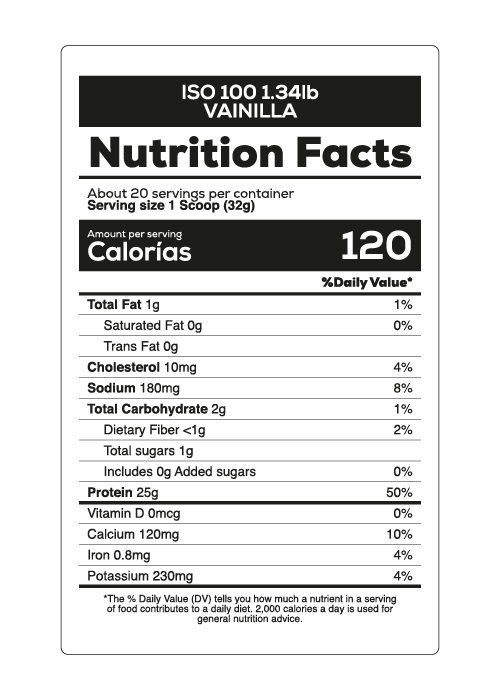 ISO 100 1.34lb
VAINILLA
Nutrition Facts
About 20 servings per container
Serving size 1 Scoop (32g)
Amount per serving
Calorías 120
%Daily Value*
Total Fat 1g 1%
Saturated Fat 0g 0%
Trans Fat 0g
Cholesterol 10mg 4%
Sodium 180mg 8%
Total Carbohydrate 2g 1%
Dietary Fiber <1g 2%
Total sugars 1g
Includes 0g Added sugars 0%
Protein 25g 50%
Vitamin D 0mcg 0%
Calcium 120mg 10%
Iron 0.8mg 4%
Potassium 230mg 4%
*The % Daily Value (DV) tells you how much a nutrient in a serving
of food contributes to a daily diet. 2,000 calories a day is used for
general nutrition advice.